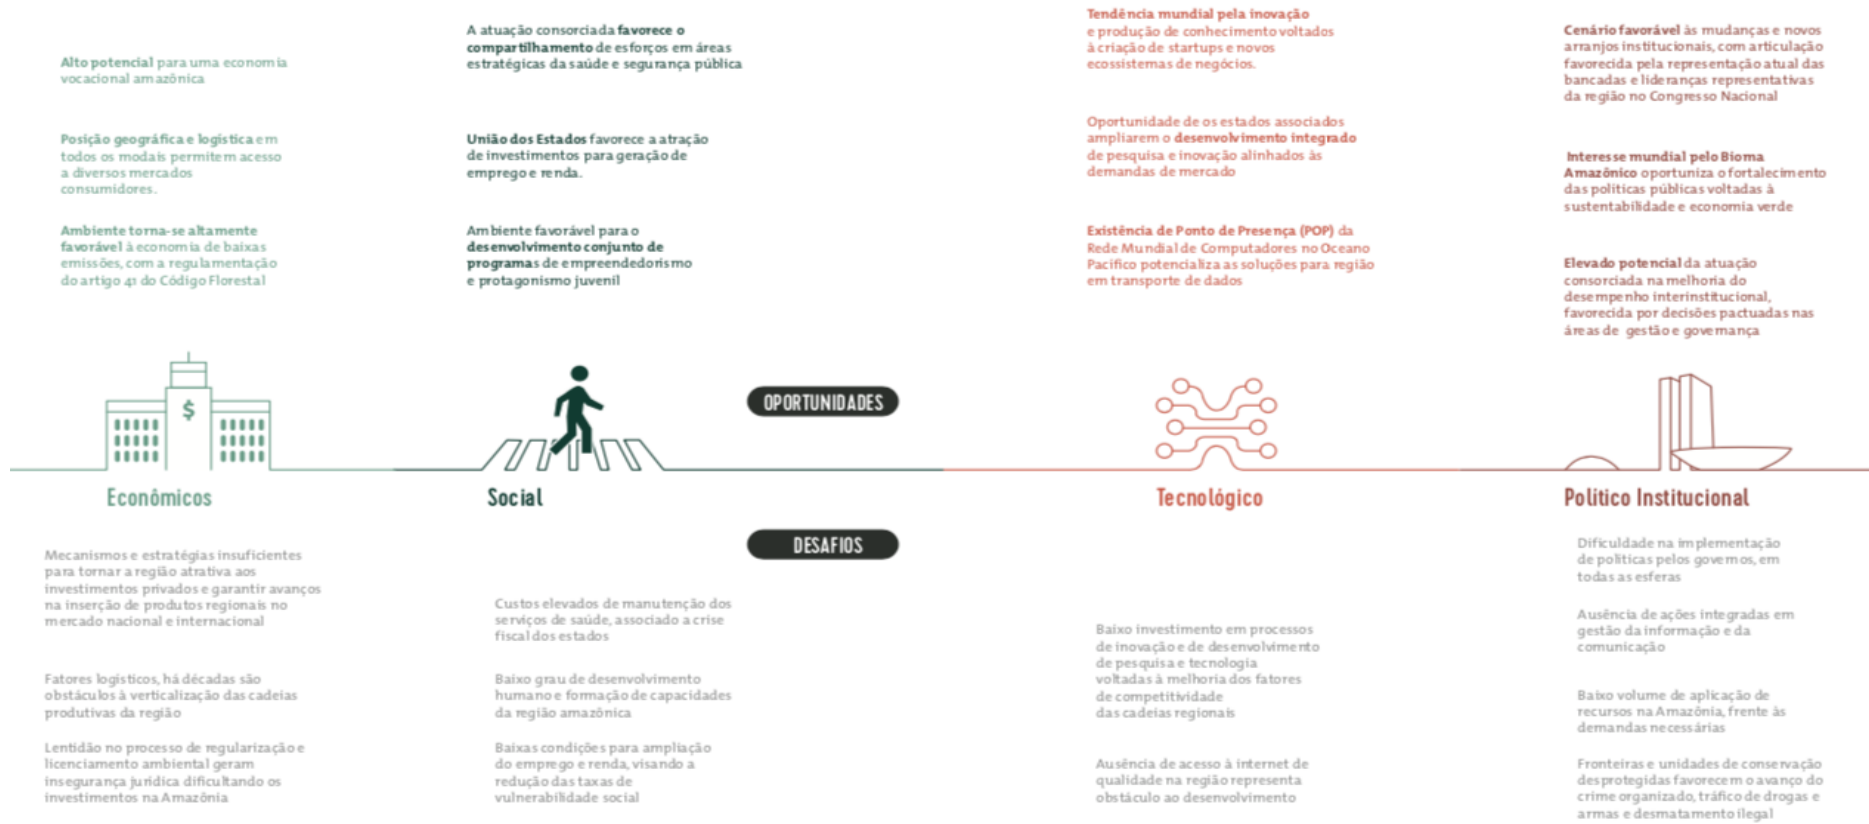 Alto potencial para uma economia
vocacional amazônica
Posição geográfica e logística em
todos os modais permitem acesso
a diversos mercados
consumidores.
Ambiente torna-se altamente
favorável à economia de baixas
emissões, com a regulamentação
do artigo 41 do Código Florestal
A atuação consorciada favorece o
compartilhamento de esforços em áreas
estratégicas da saúde e segurança pública
União dos Estados favorece a atração
de investimentos para geração de
emprego e renda.
Ambiente favorável para o
desenvolvimento conjunto de
programas de empreendedorismo
e protagonismo juvenil
Tendência mundial pela inovação
e produção de conhecimento voltados
à criação de startups e novos
ecossistemas de negócios.
Oportunidade de os estados associados
ampliarem o desenvolvimento integrado
de pesquisa e inovação alinhados às
demandas de mercado
Existência de Ponto de Presença (POP) da
Rede Mundial de Computadores no Oceano
Pacífico potencializa as soluções para região
em transporte de dados
Cenário favorável às mudanças e novos
arranjos institucionais, com articulação
favorecida pela representação atual das
bancadas e lideranças representativas
da região no Congresso Nacional
Interesse mundial pelo Bioma
Amazônico oportuniza o fortalecimento
das políticas públicas voltadas à
sustentabilidade e economia verde
Elevado potencial da atuação
consorciada na melhoria do
desempenho interinstitucional,
favorecida por decisões pactuadas nas
áreas de gestão e governança
$
OPORTUNIDADES
Econômicos
Social
Tecnológico
Político Institucional
DESAFIOS
Mecanismos e estratégias insuficientes
para tornar a região atrativa aos
investimentos privados e garantir avanços
na inserção de produtos regionais no
mercado nacional e internacional
Fatores logísticos, há décadas são
obstáculos à verticalização das cadeias
produtivas da região
Lentidão no processo de regularização e
licenciamento ambiental geram
insegurança jurídica dificultando os
investimentos na Amazônia
Custos elevados de manutenção dos
serviços de saúde, associado a crise
fiscal dos estados
Baixo grau de desenvolvimento
humano e formação de capacidades
da região amazônica
Baixas condições para ampliação
do emprego e renda, visando a
redução das taxas de
vulnerabilidade social
Baixo investimento em processos
de inovação e de desenvolvimento
de pesquisa e tecnologia
voltadas à melhoria dos fatores
de competitividade
das cadeias regionais
Ausência de acesso à internet de
qualidade na região representa
obstáculo ao desenvolvimento
Dificuldade na implementação
de políticas pelos governos, em
todas as esferas
Ausência de ações integradas em
gestão da informação e da
comunicação
Baixo volume de aplicação de
recursos na Amazônia, frente às
demandas necessárias
Fronteiras e unidades de conservação
desprotegidas favorecem o avanço do
crime organizado, tráfico de drogas e
armas e desmatamento ilegal